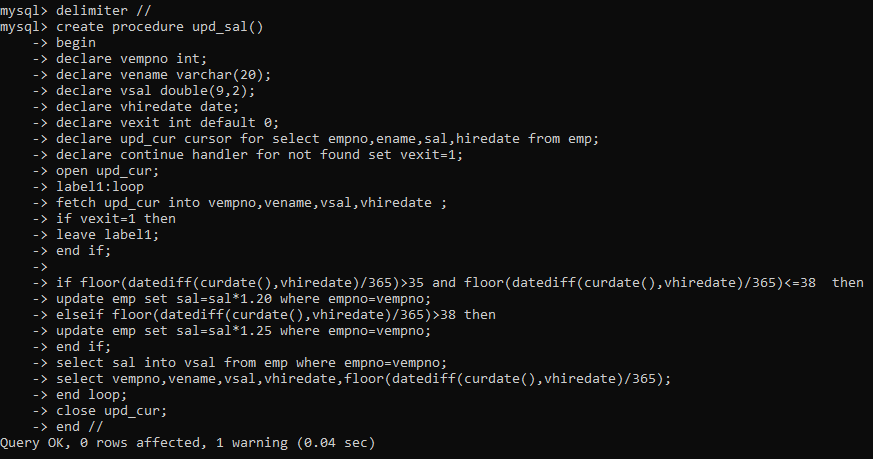 mysql> delimiter //
mysql> create procedure upd_sal()
    -> begin
    -> declare vempno int;
    -> declare vename varchar(20);
    -> declare vsal double(9,2);
    -> declare vhiredate date;
    -> declare vexit int default 0;
    -> declare upd_cur cursor for select empno,ename,sal,hiredate from emp;
    -> declare continue handler for not found set vexit=1;
    -> open upd_cur;
    -> label1:loop
    -> fetch upd_cur into vempno,vename,vsal,vhiredate ;
    -> if vexit=1 then
    -> leave label1;
    -> end if;
    ->
    -> if floor(datediff(curdate(),vhiredate)/365)>35 and floor(datediff(curdate(),vhiredate)/365)<=38  then
    -> update emp set sal=sal*1.20 where empno=vempno;
    -> elseif floor(datediff(curdate(),vhiredate)/365)>38 then
    -> update emp set sal=sal*1.25 where empno=vempno;
    -> end if;
    -> select sal into vsal from emp where empno=vempno;
    -> select vempno,vename,vsal,vhiredate,floor(datediff(curdate(),vhiredate)/365);
    -> end loop;
    -> close upd_cur;
    -> end //
Query OK, 0 rows affected, 1 warning (0.04 sec)